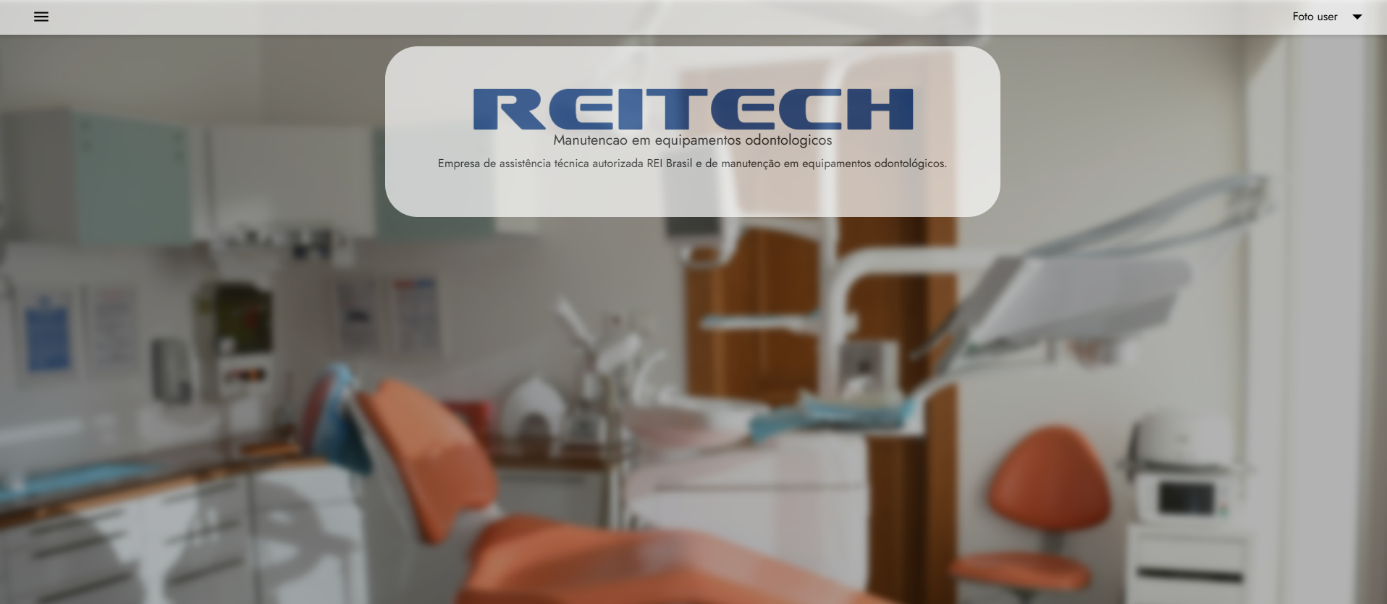 Foto user
REITECH
Manutencao em equipamentos odontologicos
Empresa de assistência técnica autorizada REI Brasil e de manutenção em equipamentos odontológicos.